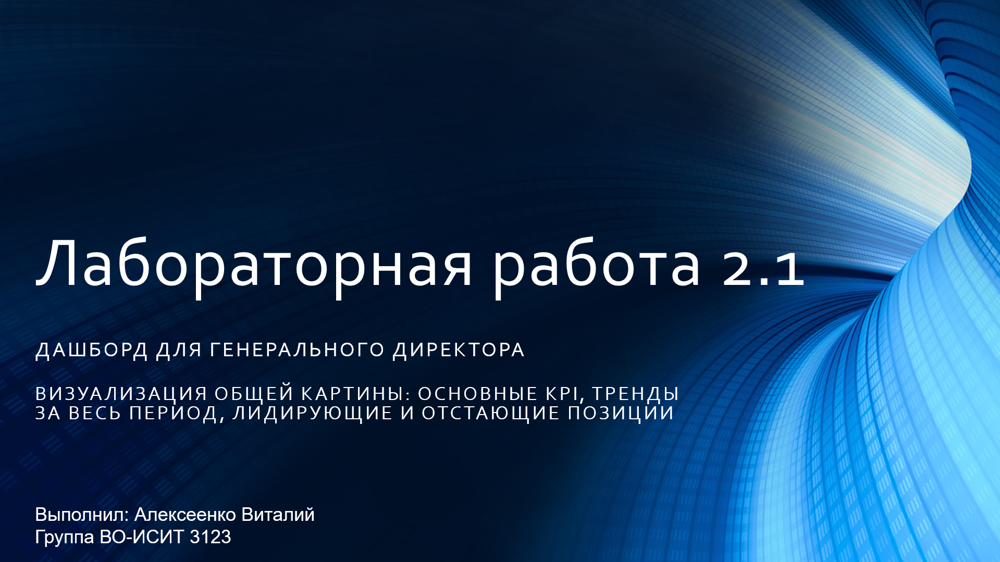 Лабораторная работа 2.1
ДАШБОРД ДЛЯ ГЕНЕРАЛЬНОГО ДИРЕКТОРА
ВИЗУАЛИЗАЦИЯ ОБЩЕЙ КАРТИНЫ: ОСНОВНЫЕ KPI, ТРЕНДЫ
ЗА ВЕСЬ ПЕРИОД, ЛИДИРУЮЩИЕ И ОТСТАЮЩИЕ ПОЗИЦИИ
Выполнил: Алексеенко Виталий
Группа ВО-ИСИТ 3123